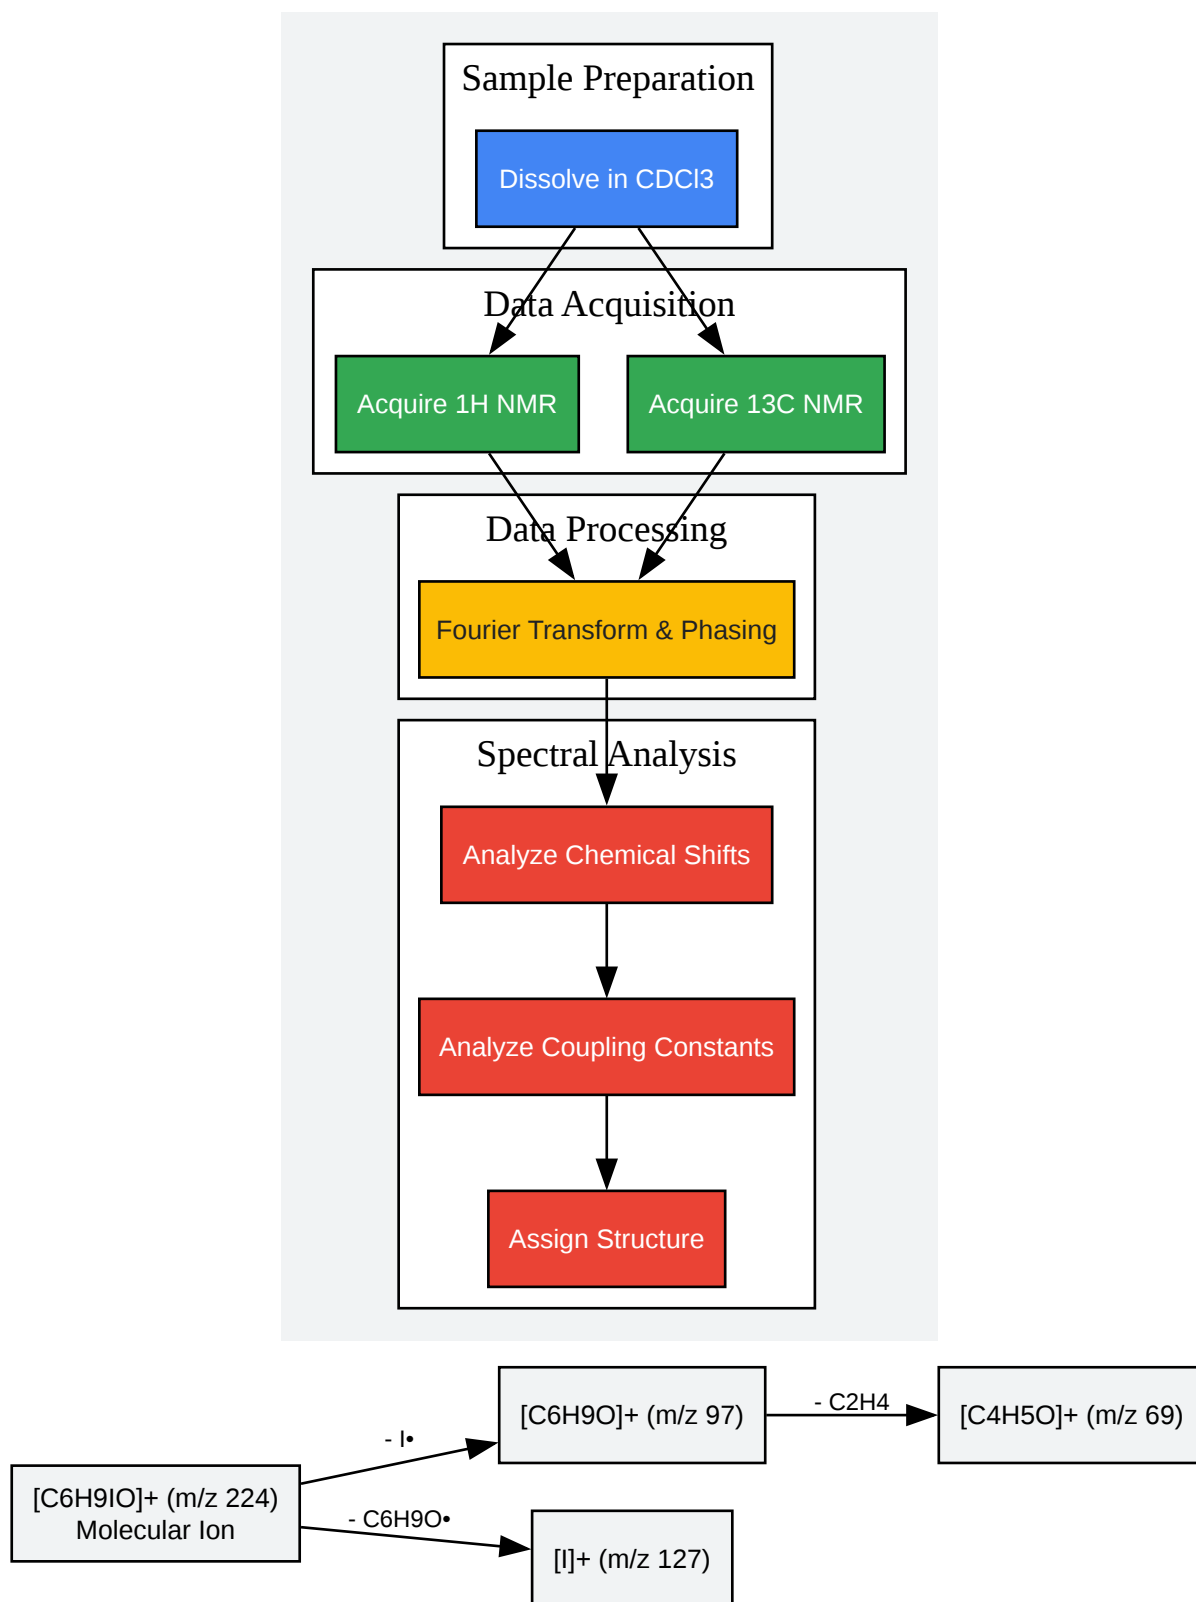 Sample Preparation
Dissolve in CDCl3
Data Acquisition
Acquire 1H NMR
Acquire 13C NMR
Data Processing
Fourier Transform & Phasing
Spectral Analysis
Analyze Chemical Shifts
Analyze Coupling Constants
Assign Structure
[C6H9IO]+ (m/z 224)
Molecular Ion
- I•
[C6H9O]+ (m/z 97)
- C2H4
[C4H5O]+ (m/z 69)
- C6H9O•
[I]+ (m/z 127)